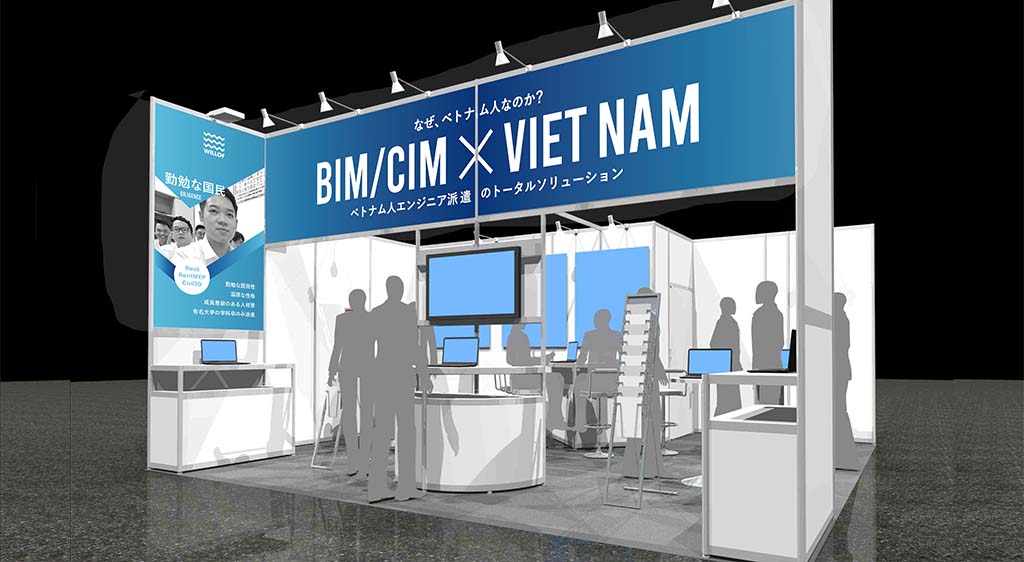 なぜ、ベトナム人なのか?
BIM/CIM × VIET NAM
ベトナム人エンジニア派遣のトータルソリューション
WILLOF
勤勉な国民
DILIGENCE
Revit
RevitMEP
Civil3D
勤勉な国民性
温厚な性格
成長意欲のある人材層
有名大学の学科卒のみ派遣